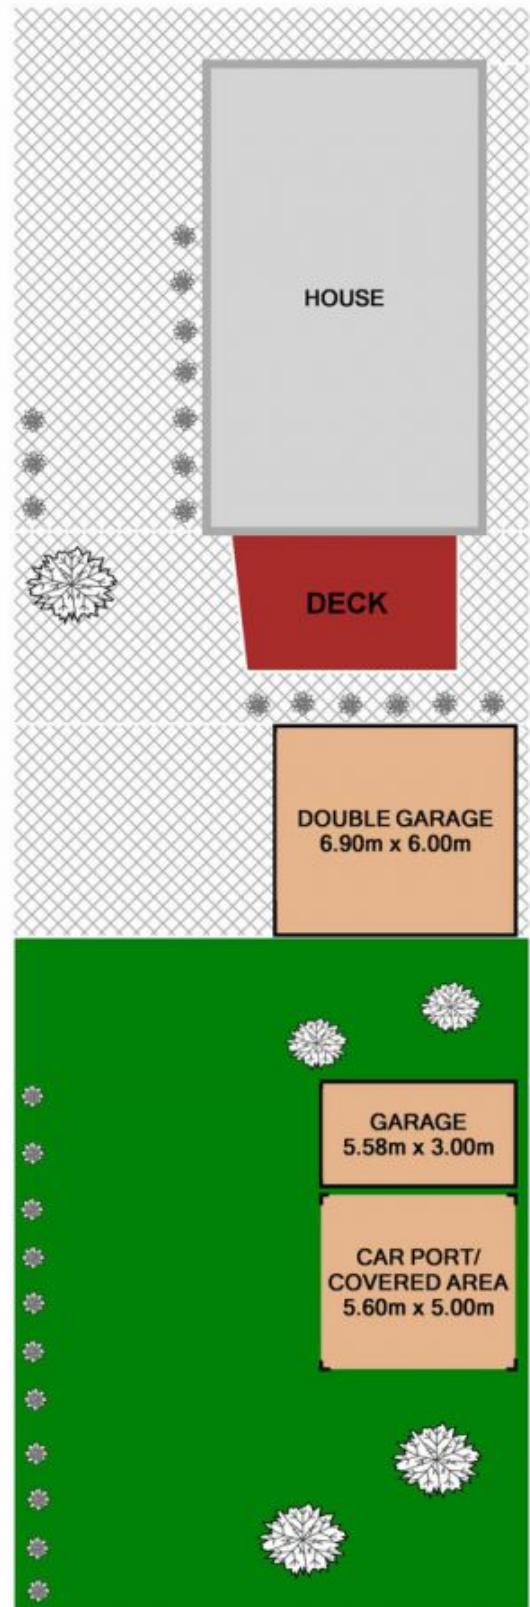 HOUSE
DECK
DOUBLE GARAGE
6.90m x 6.00m
GARAGE
5.58m x 3.00m
CAR PORT/
COVERED AREA
5.60m x 5.00m